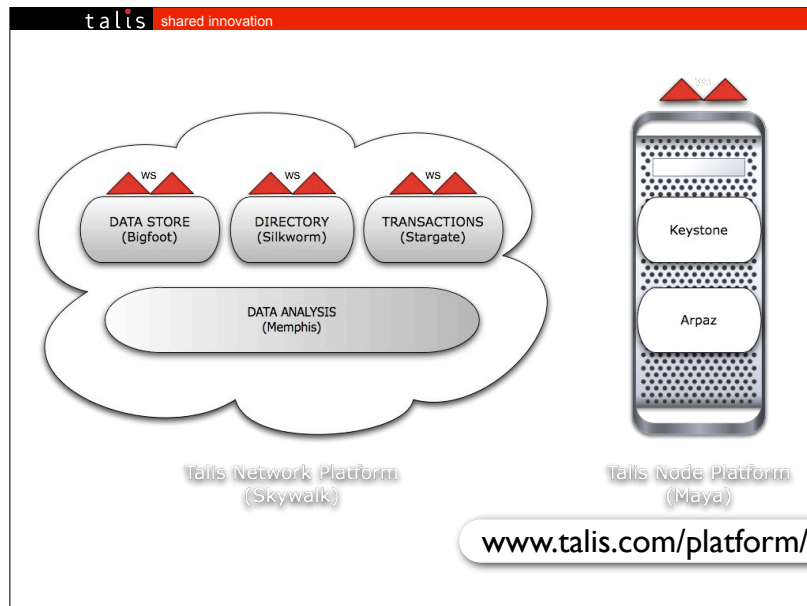 talis shared innovation
ws
ws
ws
ws
DATA STORE
(Bigfoot)
DIRECTORY
(Silkworm)
TRANSACTIONS
(Stargate)
DATA ANALYSIS
(Memphis)
Keystone
Arpaz
Talis Network Platform
(Skywalk)
Talis Node Platform
(Maya)
www.talis.com/platform/